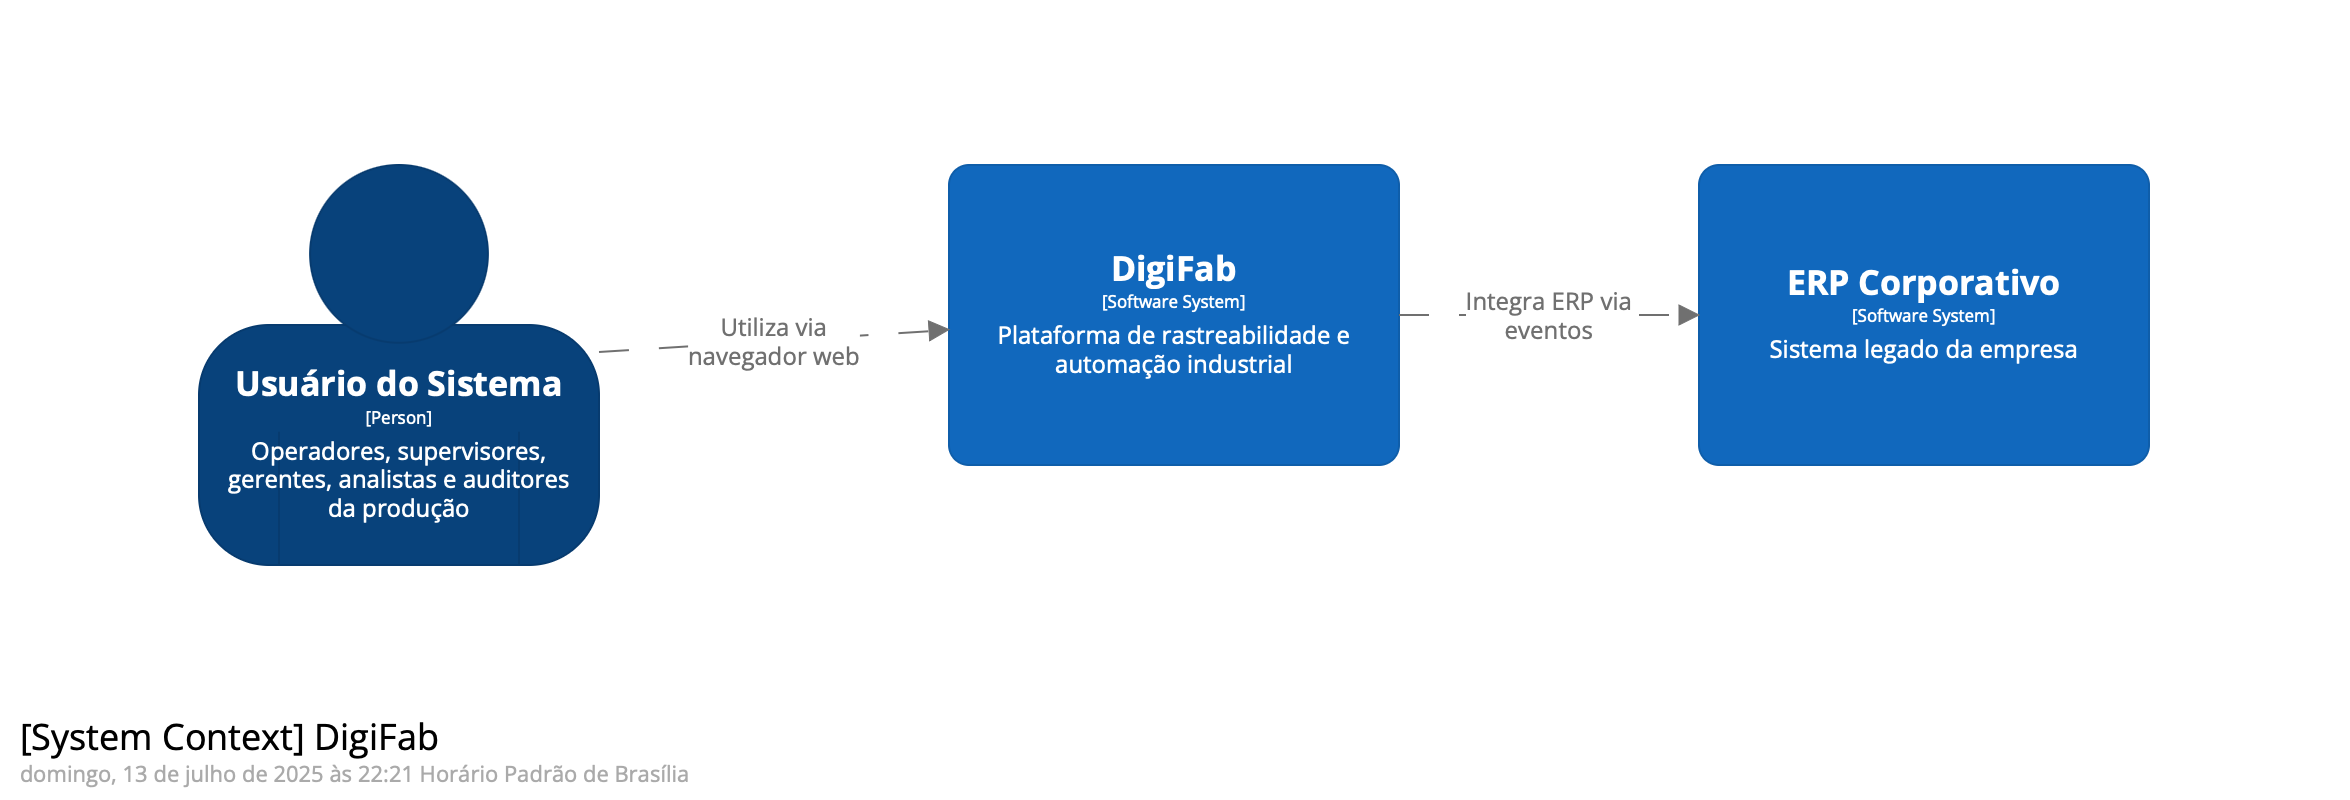 Usuário do Sistema
[Person]
Operadores, supervisores,
gerentes, analistas e auditores
da produção
Utiliza via
navegador web
DigiFab
[Software System]
Plataforma de rastreabilidade e
automação industrial
Integra ERP via
eventos
ERP Corporativo
[Software System]
Sistema legado da empresa
[System Context] DigiFab
domingo, 13 de julho de 2025 às 22:21 Horário Padrão de Brasília